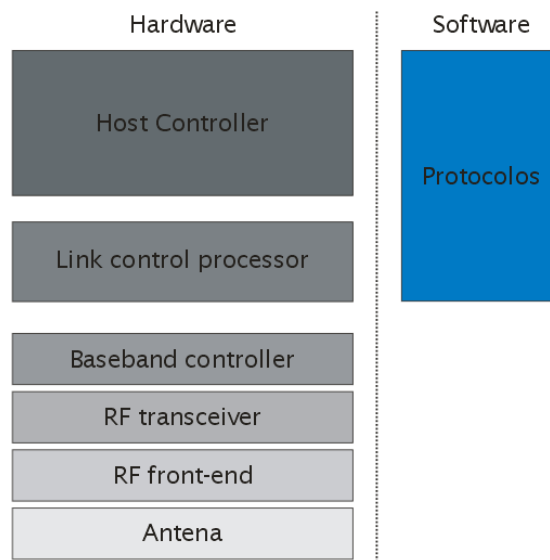 Hardware
Software
Host Controller
Protocolos
Link control processor
Baseband controller
RF transceiver
RF front-end
Antena